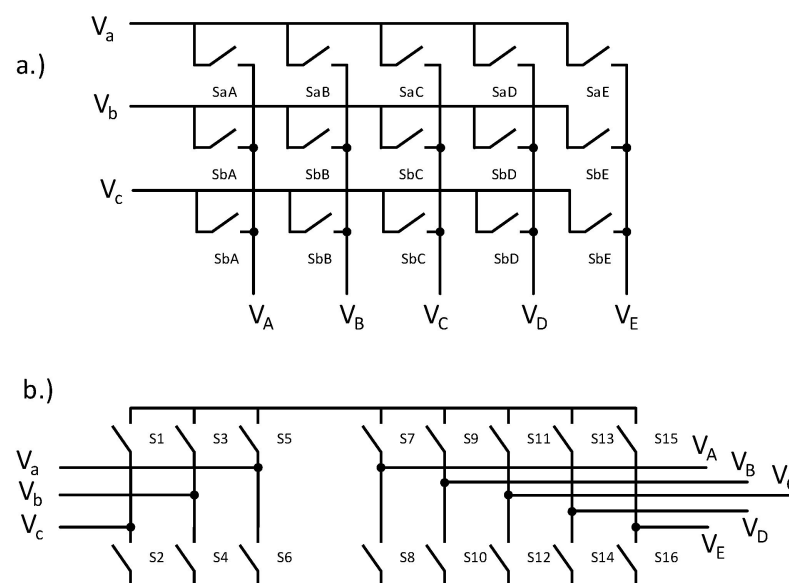 a.)
Va
SaA SaB SaC SaD SaE
Vb
SbA SbB SbC SbD SbE
Vc
SbA SbB SbC SbD SbE
VA VB VC VD VE
b.)
S1 S3 S5 S7 S9 S11 S13 S15
Va VA
Vb VB
Vc VD
VE
S2 S4 S6 S8 S10 S12 S14 S16